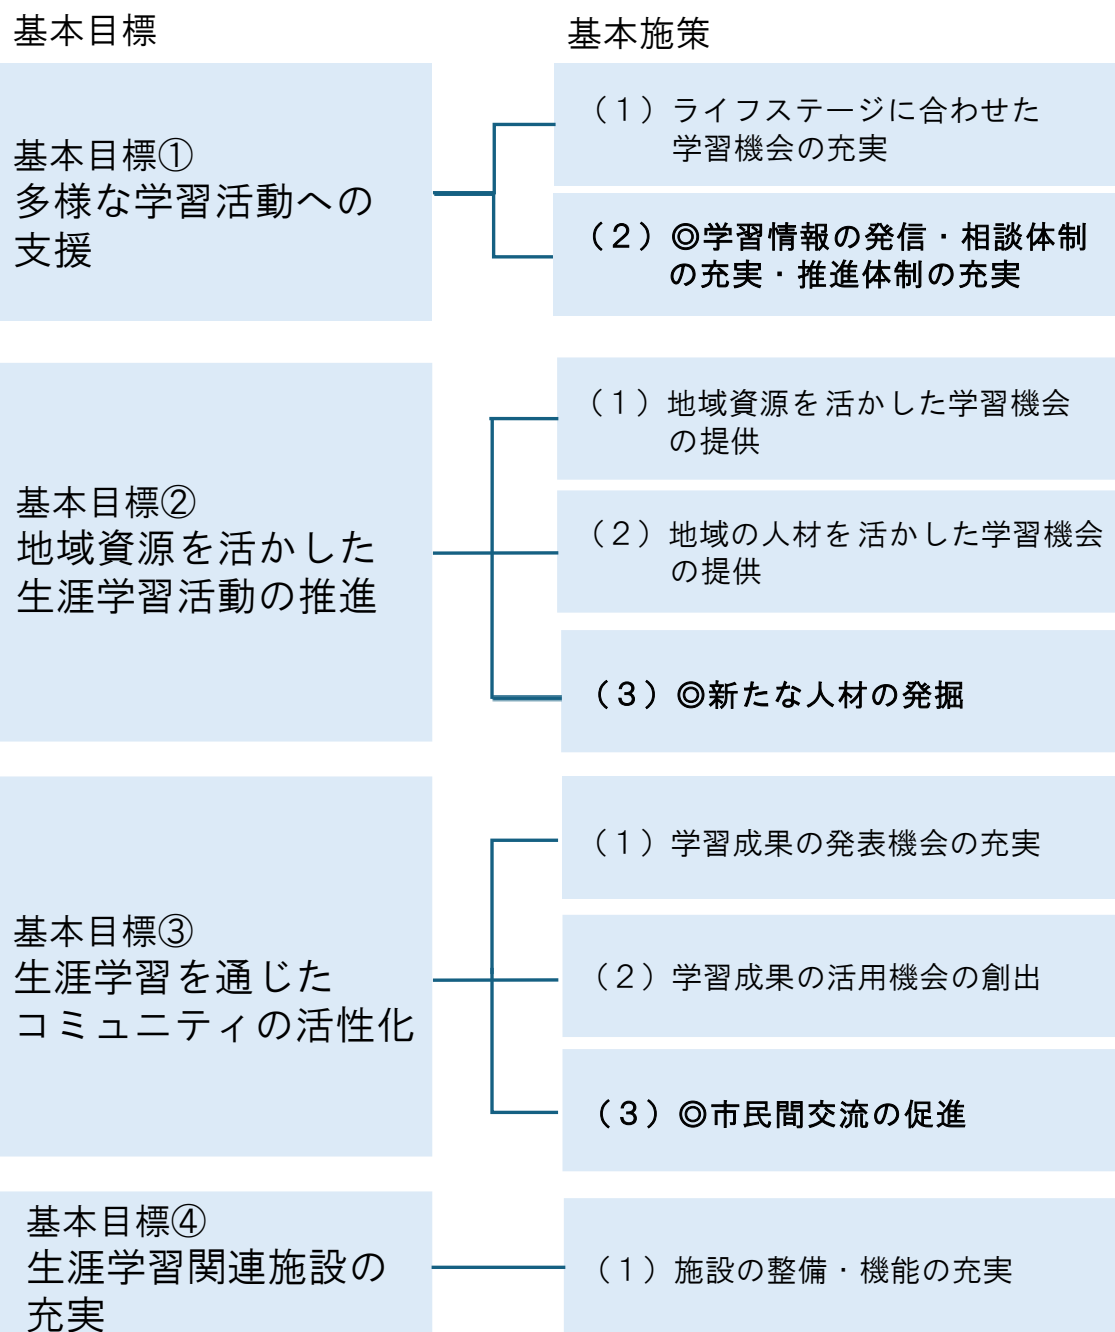 基本目標
基本施策
基本目標①
多様な学習活動への
支援
（１）ライフステージに合わせた
学習機会の充実
（２）◎学習情報の発信・相談体制
の充実・推進体制の充実
基本目標②
地域資源を活かした
生涯学習活動の推進
（１）地域資源を活かした学習機会
の提供
（２）地域の人材を活かした学習機会
の提供
（３）◎新たな人材の発掘
基本目標③
生涯学習を通じた
コミュニティの活性化
（１）学習成果の発表機会の充実
（２）学習成果の活用機会の創出
（３）◎市民間交流の促進
基本目標④
生涯学習関連施設の
充実
（１）施設の整備・機能の充実